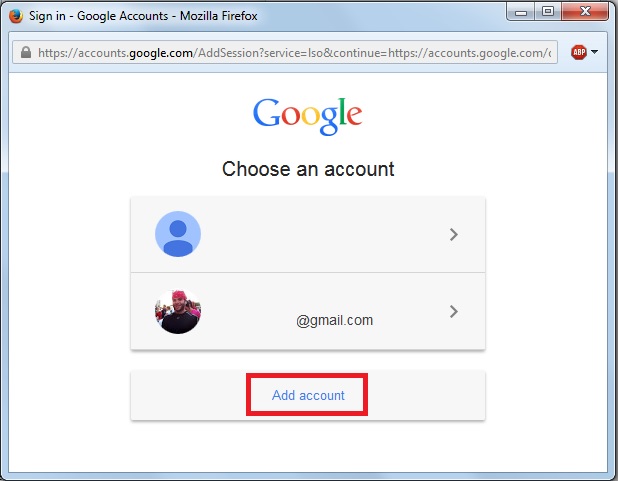 Sign in - Google Accounts - Mozilla Firefox
https://accounts.google.com/AddSession?service=lso&continue=https://accounts.google.com/
ABP
Google
Choose an account
@gmail.com
Add account